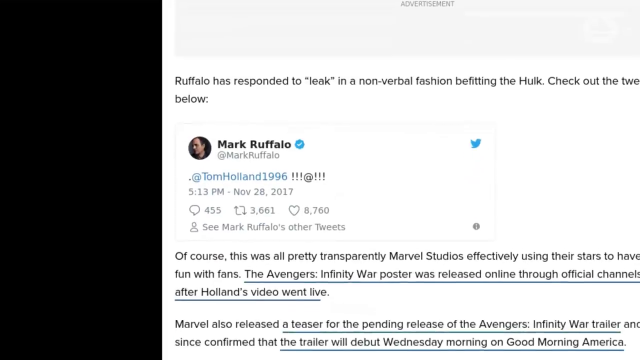 ADVERTISEMENT
Ruffalo has responded to “leak” in a non-verbal fashion befitting the Hulk. Check out the twe
below:
Mark Ruffalo
@MarkRuffalo
.@TomHolland1996 !!!@!!!
5:13 PM - Nov 28, 2017
455 3,661 8,760
See Mark Ruffalo's other Tweets
Of course, this was all pretty transparently Marvel Studios effectively using their stars to have
fun with fans. The Avengers: Infinity War poster was released online through official channels
after Holland’s video went live.
Marvel also released a teaser for the pending release of the Avengers: Infinity War trailer and
since confirmed that the trailer will debut Wednesday morning on Good Morning America.